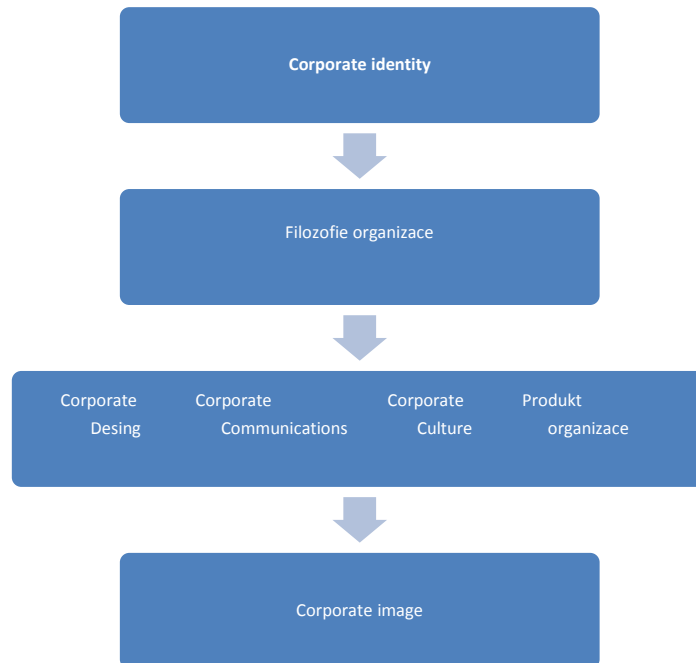 Corporate identity
Filozofie organizace
Corporate Corporate Corporate Produkt
Desing Communications Culture organizace
Corporate image